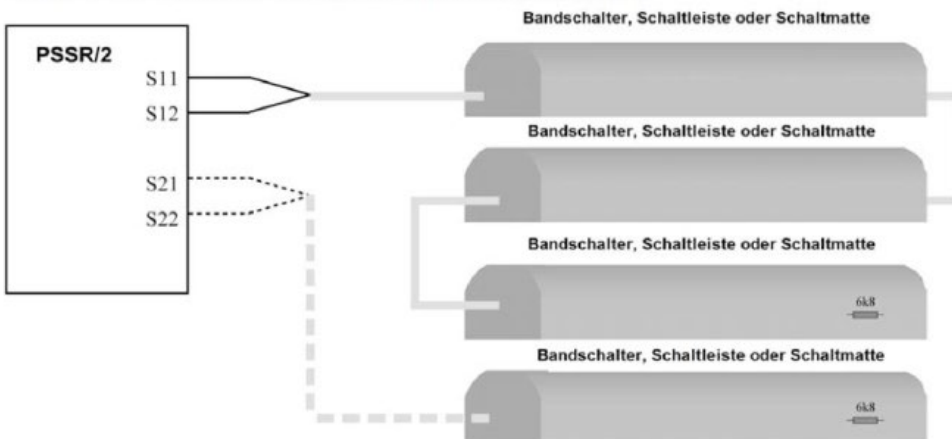 Bandschalter, Schaltleiste oder Schaltmatte
PSSR/2
S11
S12
Bandschalter, Schaltleiste oder Schaltmatte
S21
S22
Bandschalter, Schaltleiste oder Schaltmatte
6k8
Bandschalter, Schaltleiste oder Schaltmatte
6k8